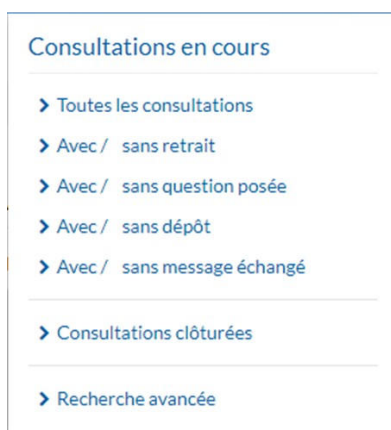 Consultations en cours
Toutes les consultations
Avec / sans retrait
Avec / sans question posée
Avec / sans dépôt
Avec / sans message échangé
Consultations clôturées
Recherche avancée